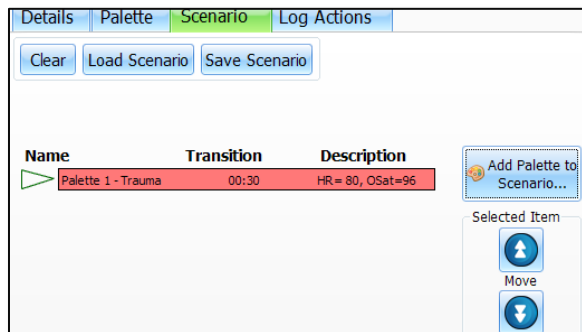 Details Palette Scenario Log Actions
Clear Load Scenario Save Scenario
Name Transition Description
Palette 1 - Trauma 00:30 HR= 80, OSat=96
Add Palette to
Scenario...
Selected Item
Move